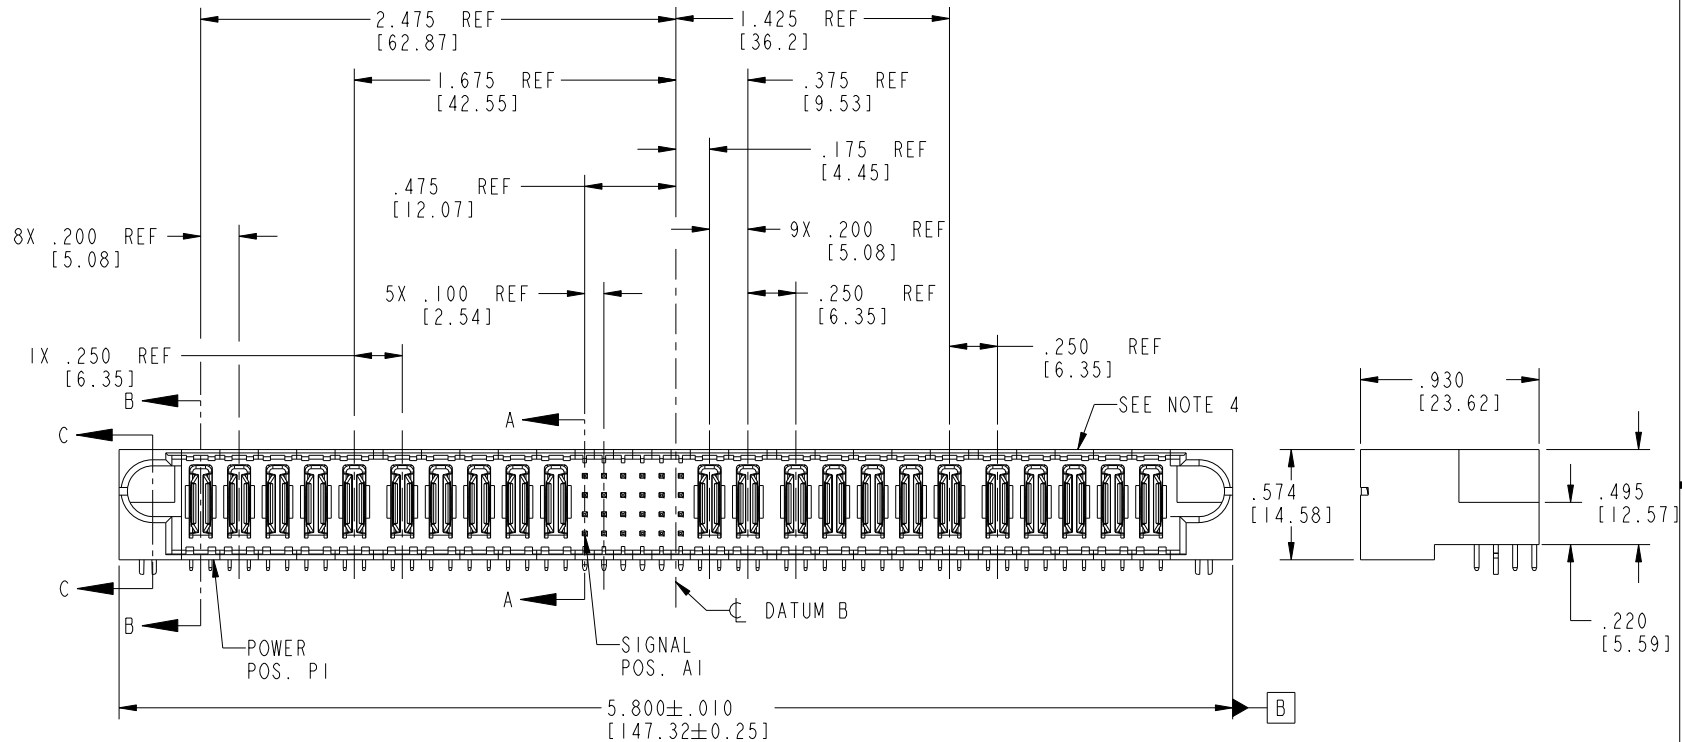 2.475 REF
[62.87]
1.425 REF
[36.2]
1.675 REF
[42.55]
.375 REF
[9.53]
.175 REF
[4.45]
.475 REF
[12.07]
8X .200 REF
[5.08]
9X .200 REF
[5.08]
5X .100 REF
[2.54]
.250 REF
[6.35]
1X .250 REF
[6.35]
.250 REF
[6.35]
.930
[23.62]
B
A
SEE NOTE 4
C
.574
[14.58]
.495
[12.57]
C
A
B
℄ DATUM B
.220
[5.59]
POWER
POS. P1
SIGNAL
POS. A1
5.800±.010
[147.32±0.25]
B